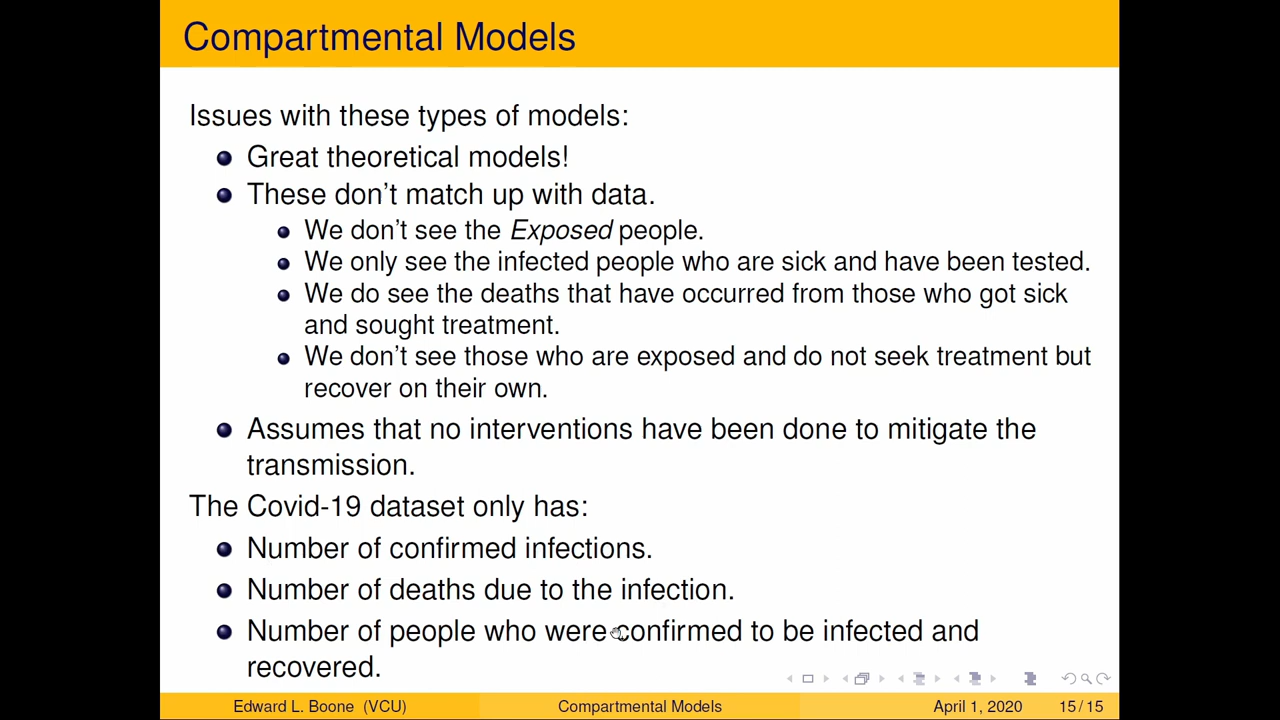 Compartmental Models
Issues with these types of models:
Great theoretical models!
These don't match up with data.
We don't see the Exposed people.
We only see the infected people who are sick and have been tested.
We do see the deaths that have occurred from those who got sick
and sought treatment.
We don't see those who are exposed and do not seek treatment but
recover on their own.
Assumes that no interventions have been done to mitigate the
transmission.
The Covid-19 dataset only has:
Number of confirmed infections.
Number of deaths due to the infection.
Number of people who were confirmed to be infected and
recovered.
Edward L. Boone (VCU) Compartmental Models April 1, 2020 15/15